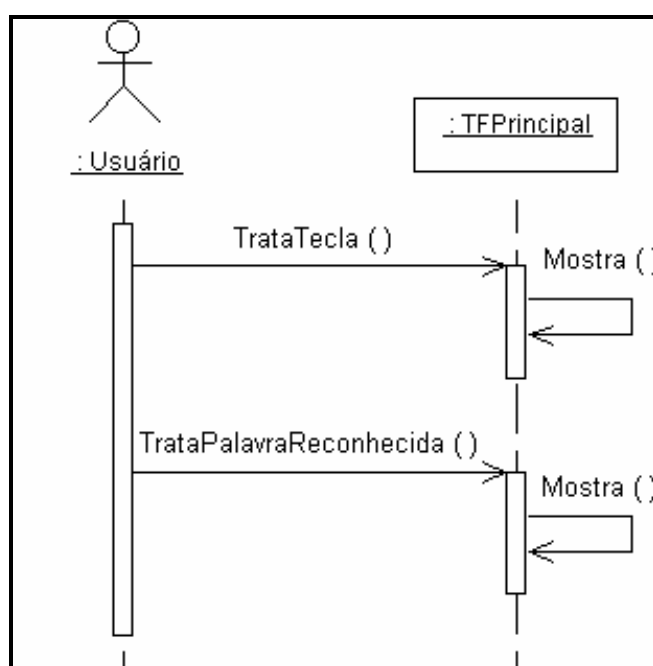 : Usuário
: TFPrincipal
TrataTecla ( )
Mostra ( )
TrataPalavraReconhecida ( )
Mostra ( )